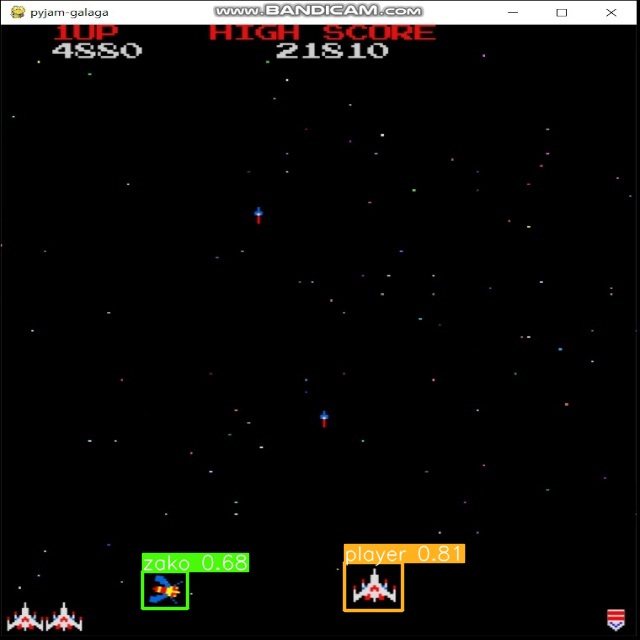 pyjam-galaga
www.BANDICAM.com
1UP HIGH SCORE
4880 21810
zako 0.68
player 0.81